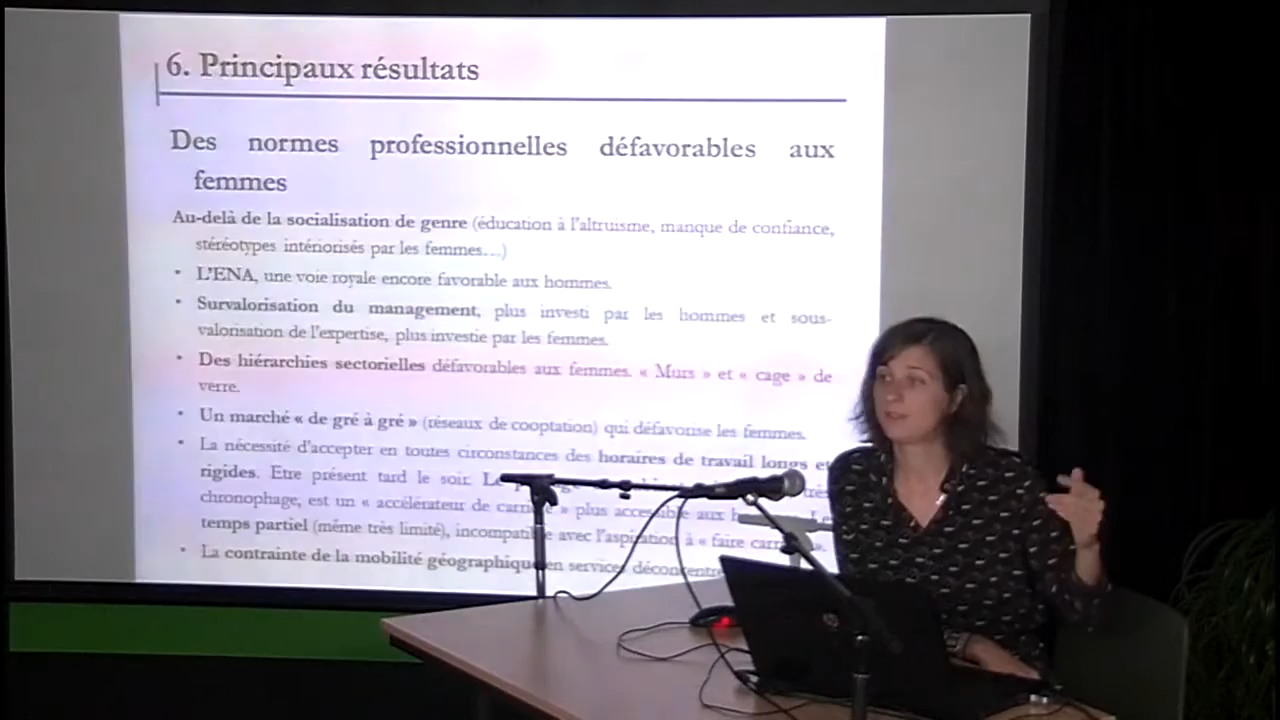 6. Principaux résultats
Des normes professionnelles défavorables aux
femmes
Au-delà de la socialisation de genre (éducation à l'altruisme, manque de confiance,
stéréotypes intériorisés par les femmes…)
• L'ENA, une voie royale encore favorable aux hommes.
• Survalorisation du management, plus investi par les hommes et sous-
valorisation de l'expertise, plus investie par les femmes.
• Des hiérarchies sectorielles défavorables aux femmes. « Murs » et « cage » de
verre.
• Un marché « de gré à gré » (réseaux de cooptation) qui défavorise les femmes.
• La nécessité d'accepter en toutes circonstances des horaires de travail longs et
rigides. Etre présent tard le soir. Le très
chronophage, est un « accélérateur de carrière » plus accessible aux Le
temps partiel (même très limité), incompatible avec l'aspiration à « faire carrière ».
• La contrainte de la mobilité géographique en services